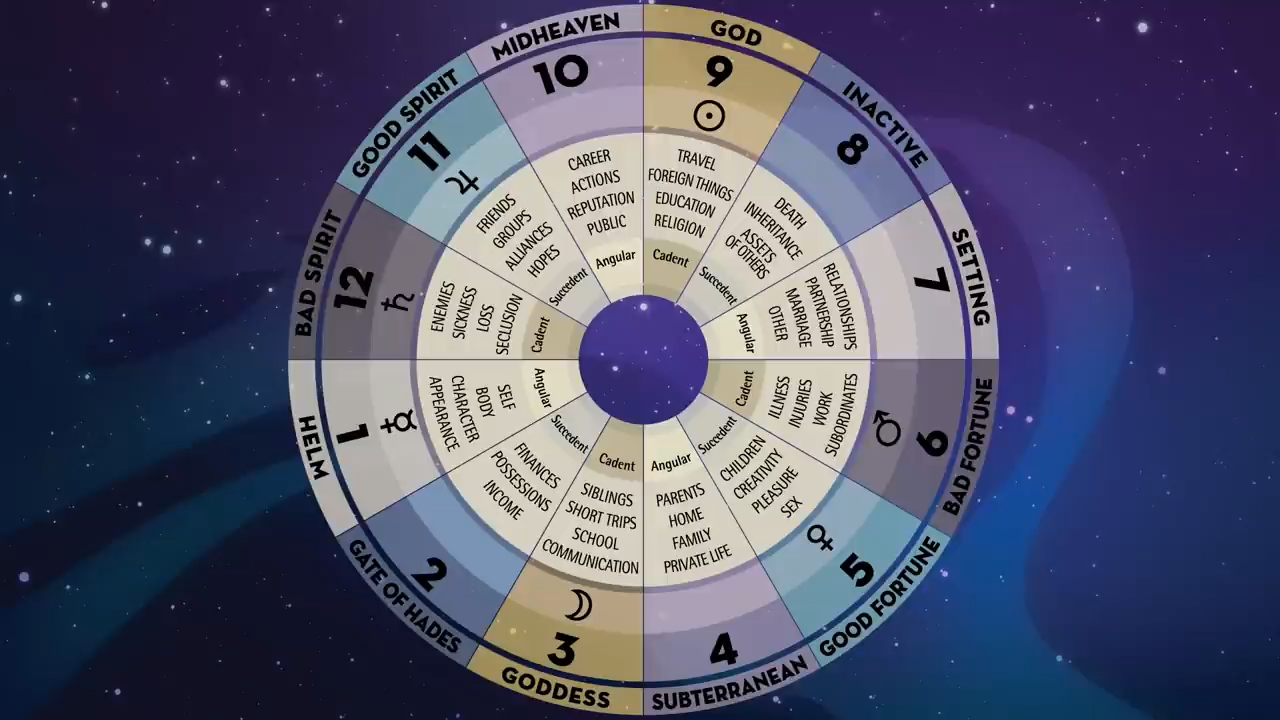 HELM
1
☿
SELF
BODY
CHARACTER
APPEARANCE
Angular
GATE OF HADES
2
FINANCES
POSSESSIONS
INCOME
Succedent
GODDESS
3
☽
SIBLINGS
SHORT TRIPS
SCHOOL
COMMUNICATION
Cadent
SUBTERRANEAN
4
PARENTS
HOME
FAMILY
PRIVATE LIFE
Angular
GOOD FORTUNE
5
♀
CHILDREN
CREATIVITY
PLEASURE
SEX
Succedent
BAD FORTUNE
6
♂
ILLNESS
INJURIES
WORK
SUBORDINATES
Cadent
SETTING
7
RELATIONSHIPS
PARTNERSHIP
MARRIAGE
OTHER
Angular
INACTIVE
8
DEATH
INHERITANCE
ASSETS
OF OTHERS
Succedent
GOD
9
☉
TRAVEL
FOREIGN THINGS
EDUCATION
RELIGION
Cadent
MIDHEAVEN
10
CAREER
ACTIONS
REPUTATION
PUBLIC
Angular
GOOD SPIRIT
11
♃
FRIENDS
GROUPS
ALLIANCES
HOPES
Succedent
BAD SPIRIT
12
♄
ENEMIES
SICKNESS
LOSS
SECLUSION
Cadent